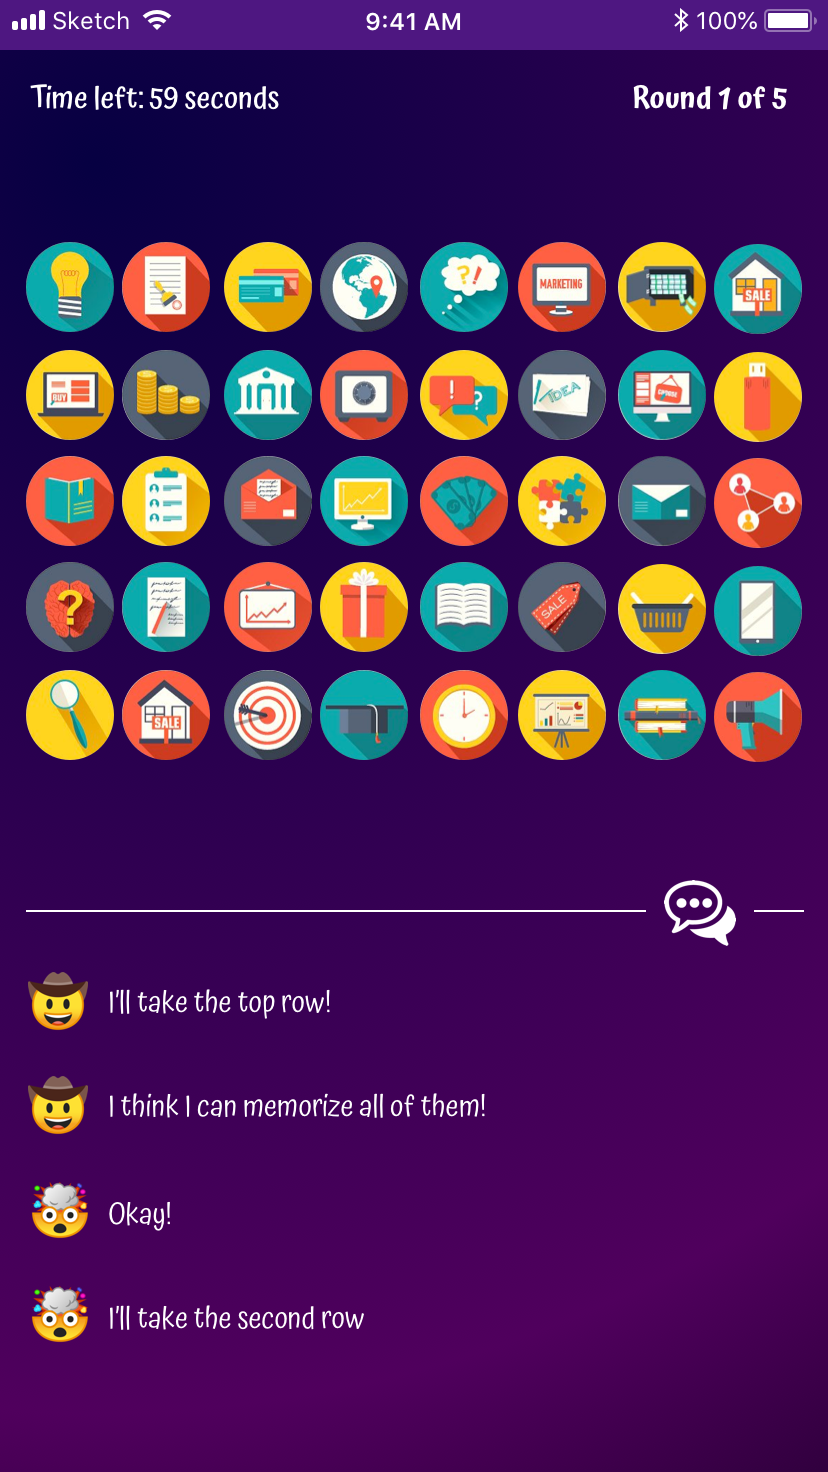 Sketch 9:41 AM 100%
Time left: 59 seconds Round 1 of 5
?!
MARKETING
SALE
BUY
! ?
IDEA
?
SALE
SALE
I'll take the top row!
I think I can memorize all of them!
Okay!
I'll take the second row